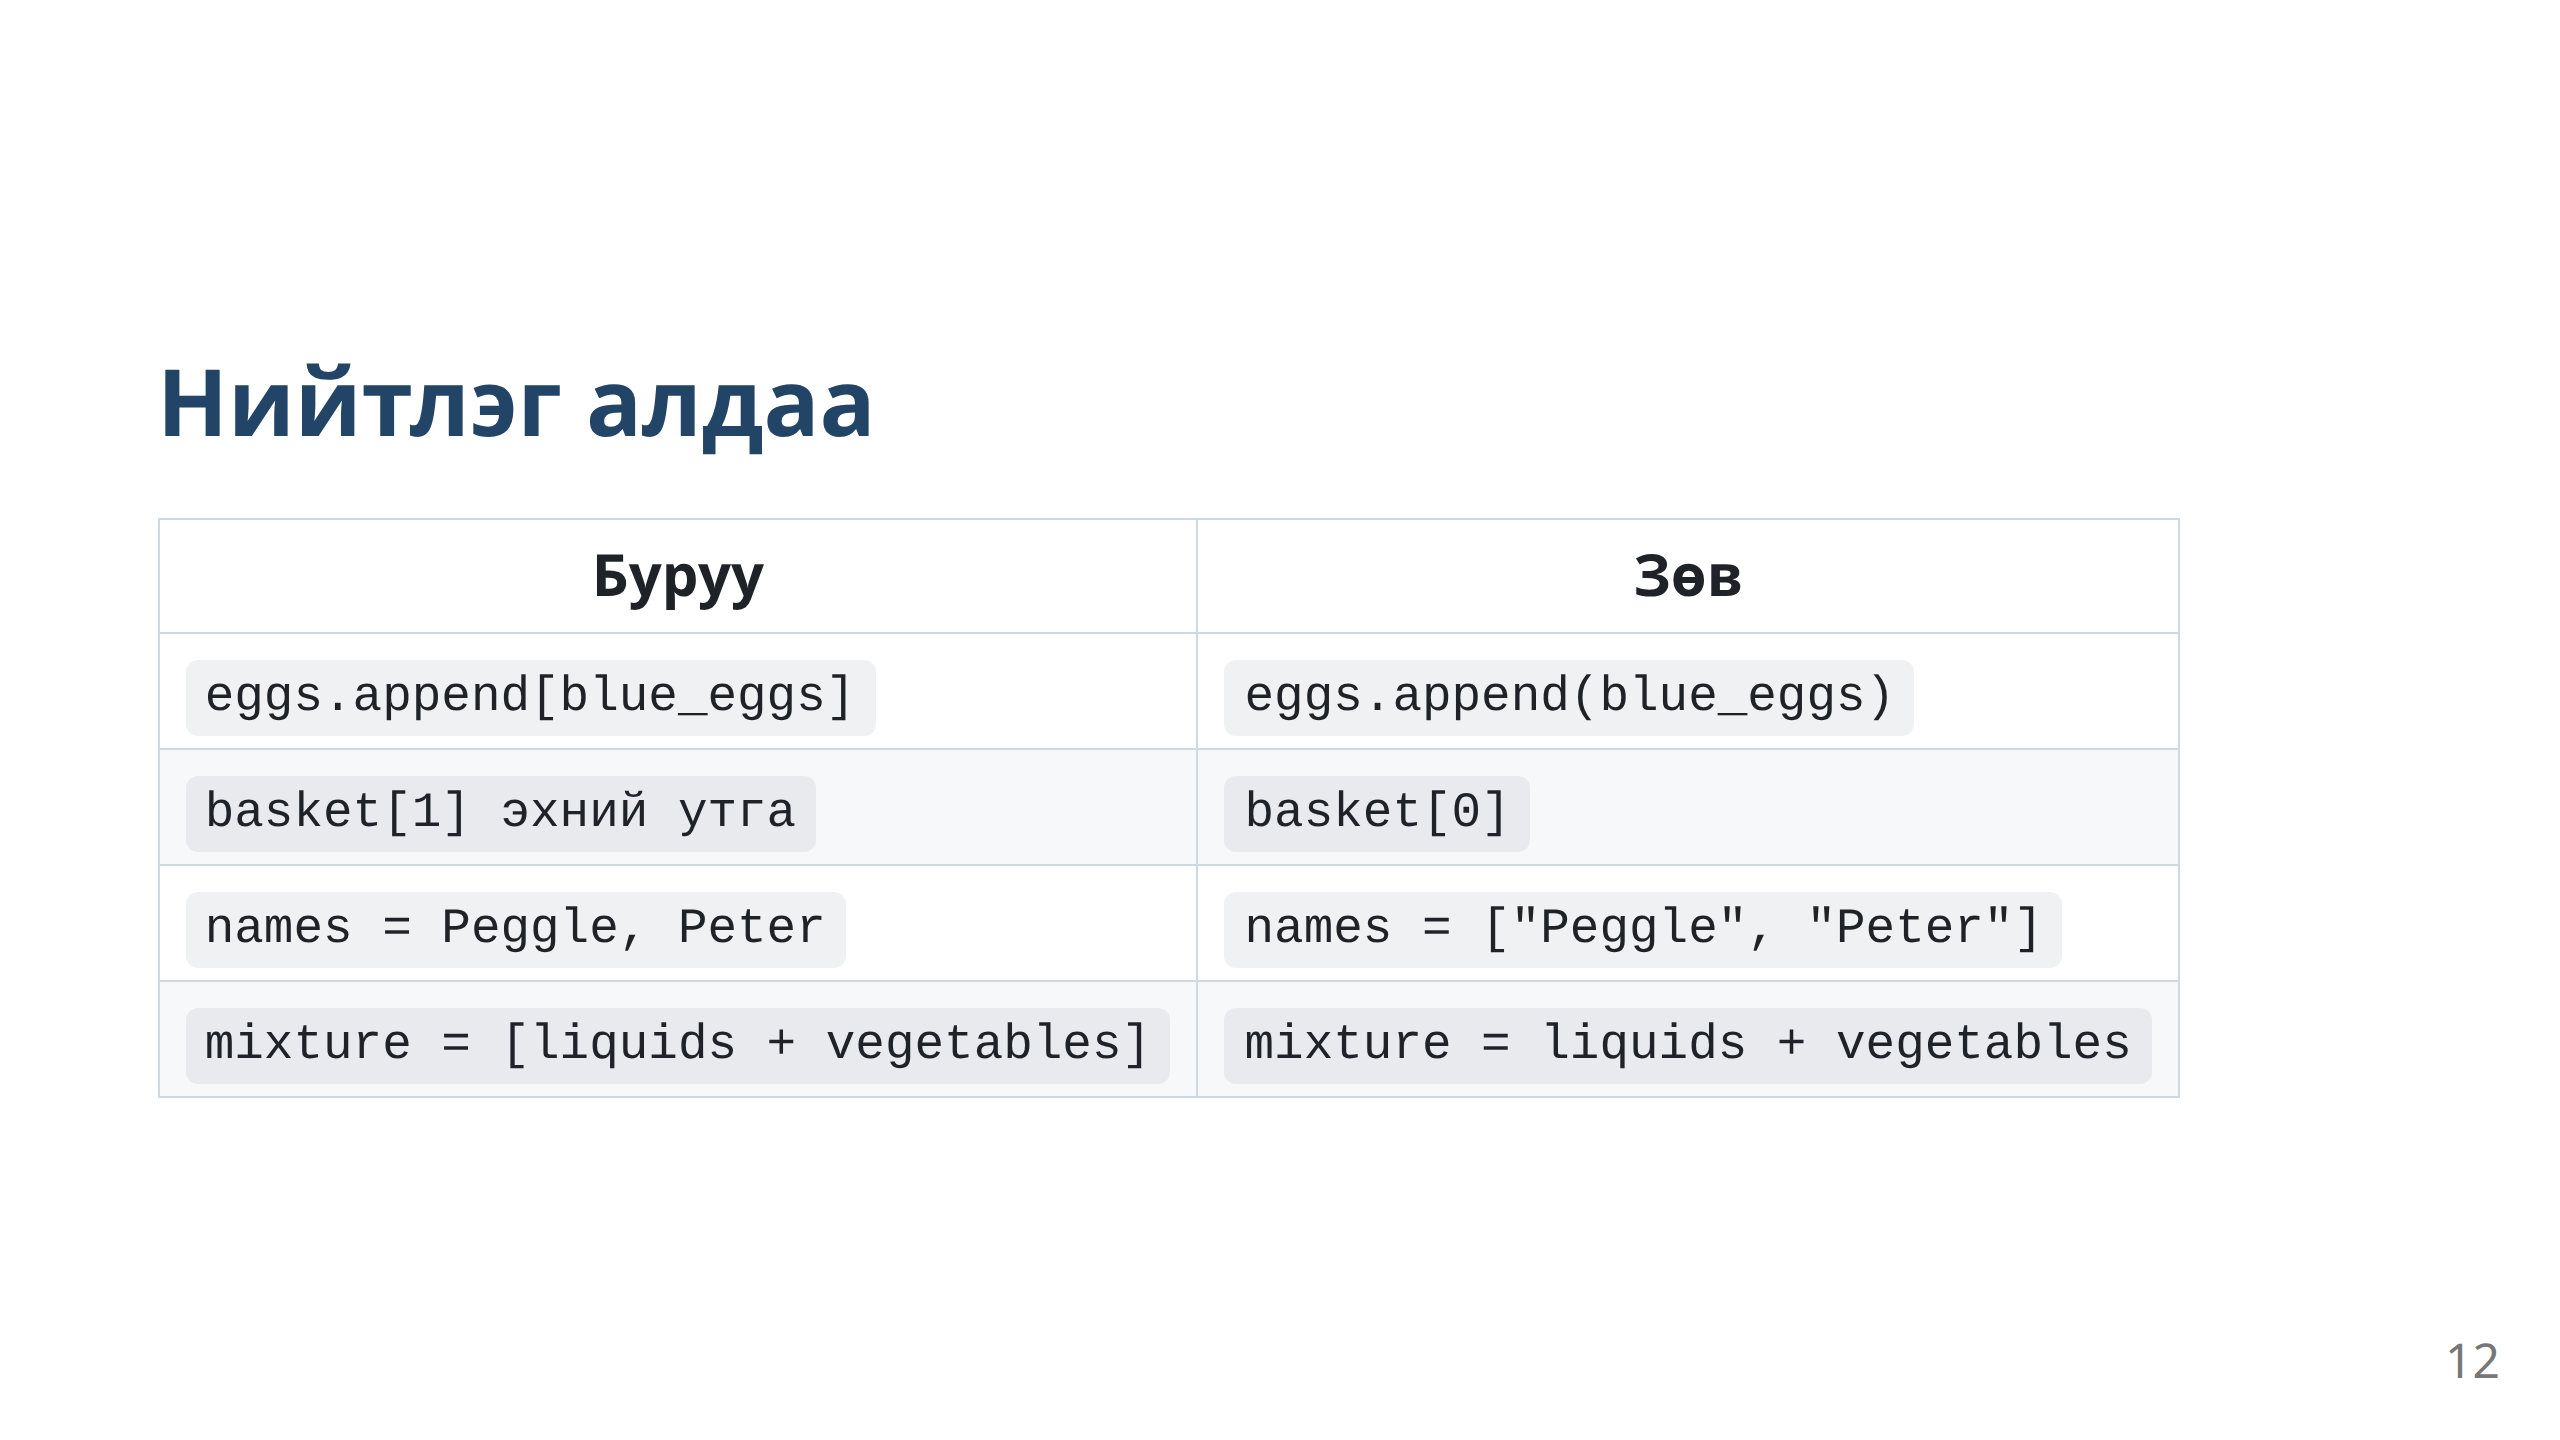 Нийтлэг алдаа
Буруу Зөв
eggs.append[blue_eggs] eggs.append(blue_eggs)
basket[1] эхний утга basket[0]
names = Peggle, Peter names = ["Peggle", "Peter"]
mixture = [liquids + vegetables] mixture = liquids + vegetables
12